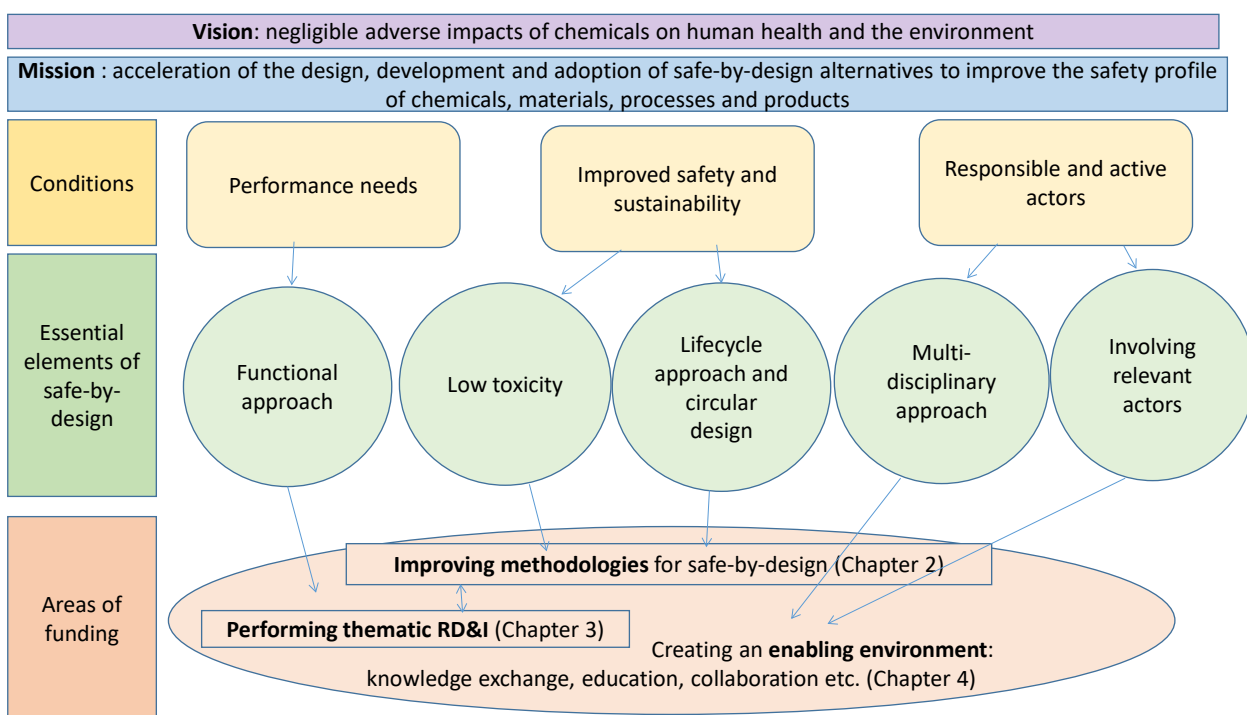 Vision: negligible adverse impacts of chemicals on human health and the environment
Mission : acceleration of the design, development and adoption of safe-by-design alternatives to improve the safety profile
of chemicals, materials, processes and products
Conditions
Performance needs
Improved safety and
sustainability
Responsible and active
actors
Essential
elements of
safe-by-
design
Functional
approach
Low toxicity
Lifecycle
approach and
circular
design
Multi-
disciplinary
approach
Involving
relevant
actors
Areas of
funding
Improving methodologies for safe-by-design (Chapter 2)
Performing thematic RD&I (Chapter 3)
Creating an enabling environment:
knowledge exchange, education, collaboration etc. (Chapter 4)